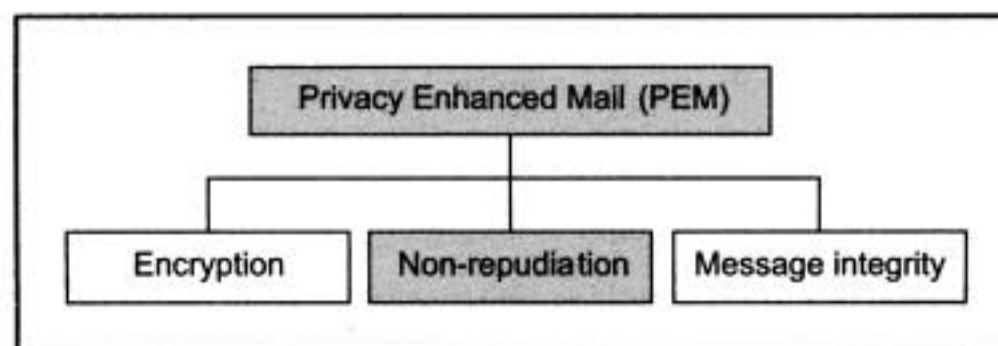 Privacy Enhanced Mail (PEM)
Encryption
Non-repudiation
Message integrity